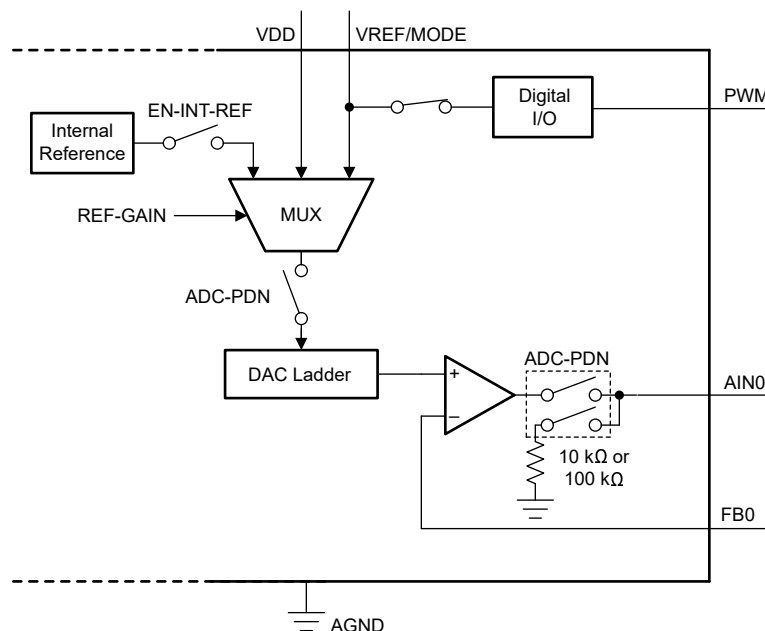 VDD
VREF/MODE
EN-INT-REF
Internal
Reference
Digital
I/O
PWM
REF-GAIN
MUX
ADC-PDN
DAC Ladder
+
−
ADC-PDN
AIN0
10 kΩ or
100 kΩ
FB0
AGND